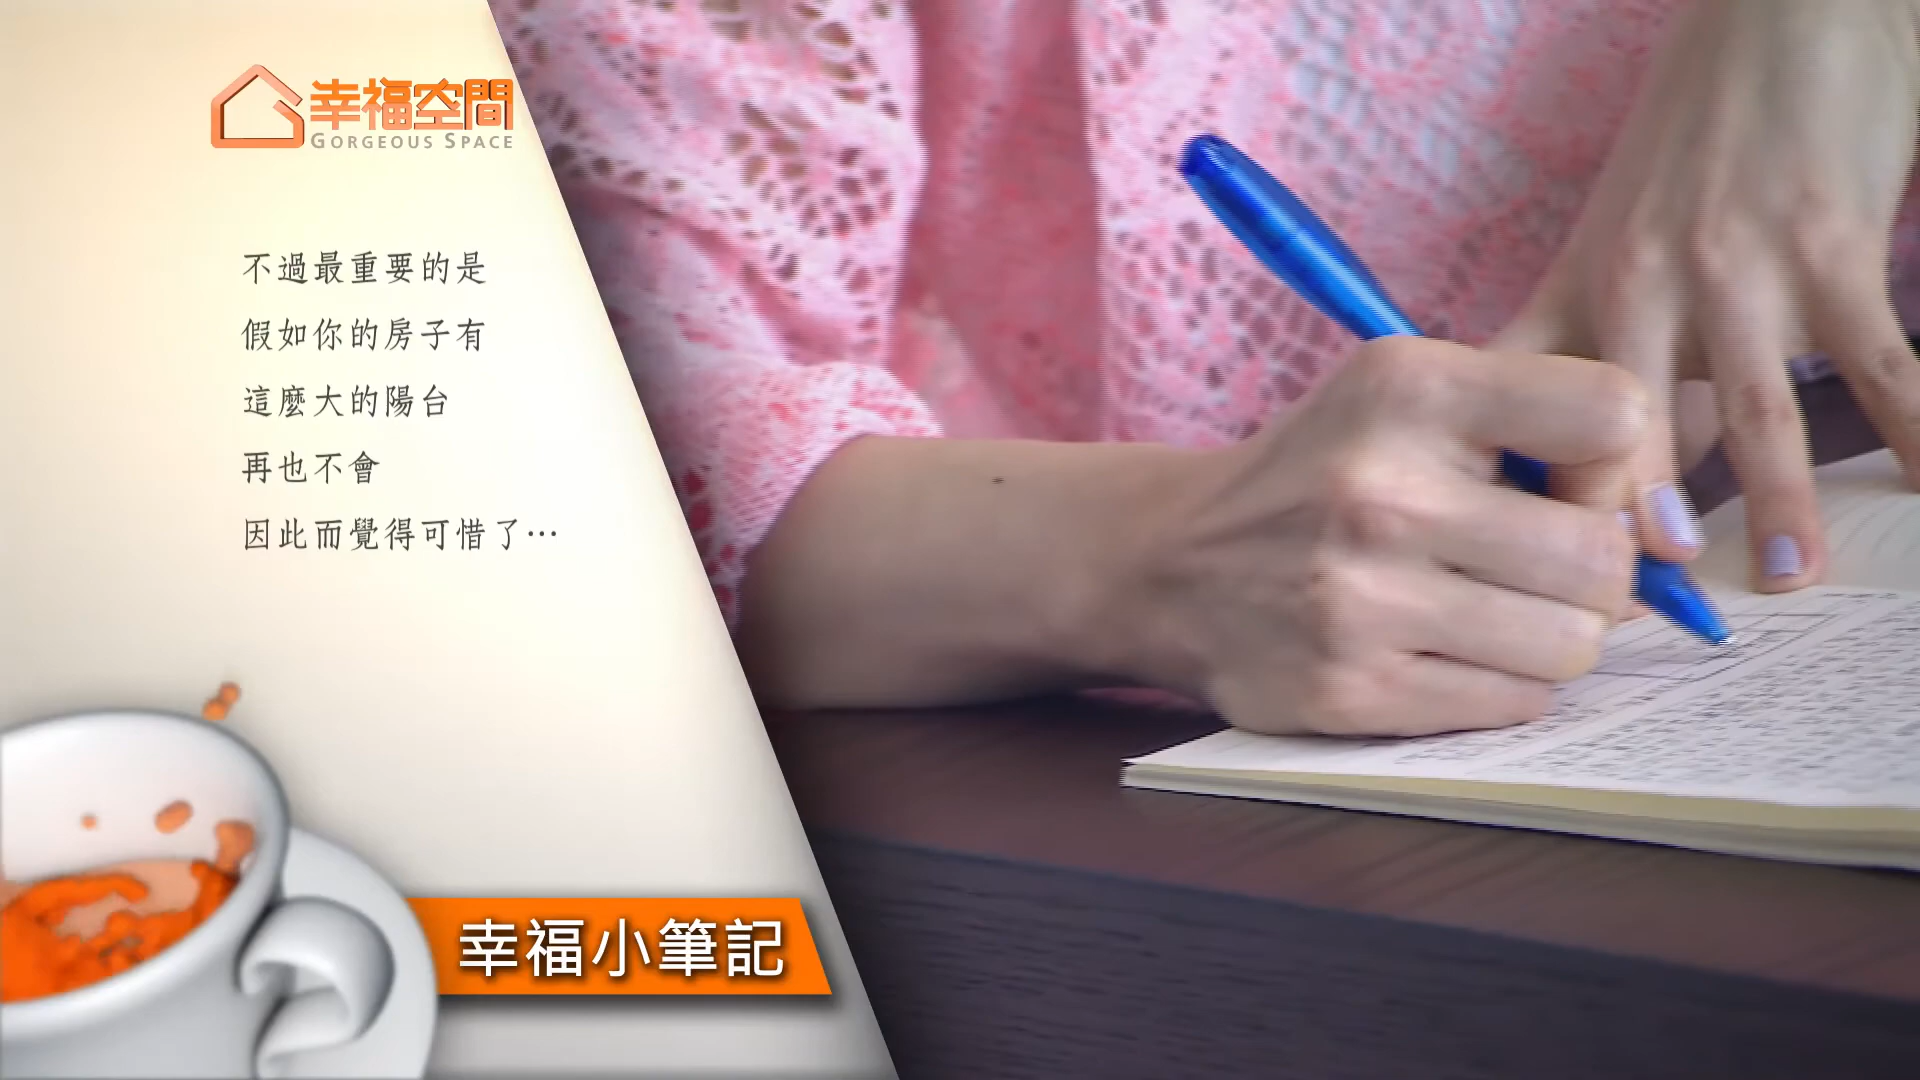 幸福空間
GORGEOUS SPACE
不過最重要的是
假如你的房子有
這麼大的陽台
再也不會
因此而覺得可惜了…
幸福小筆記